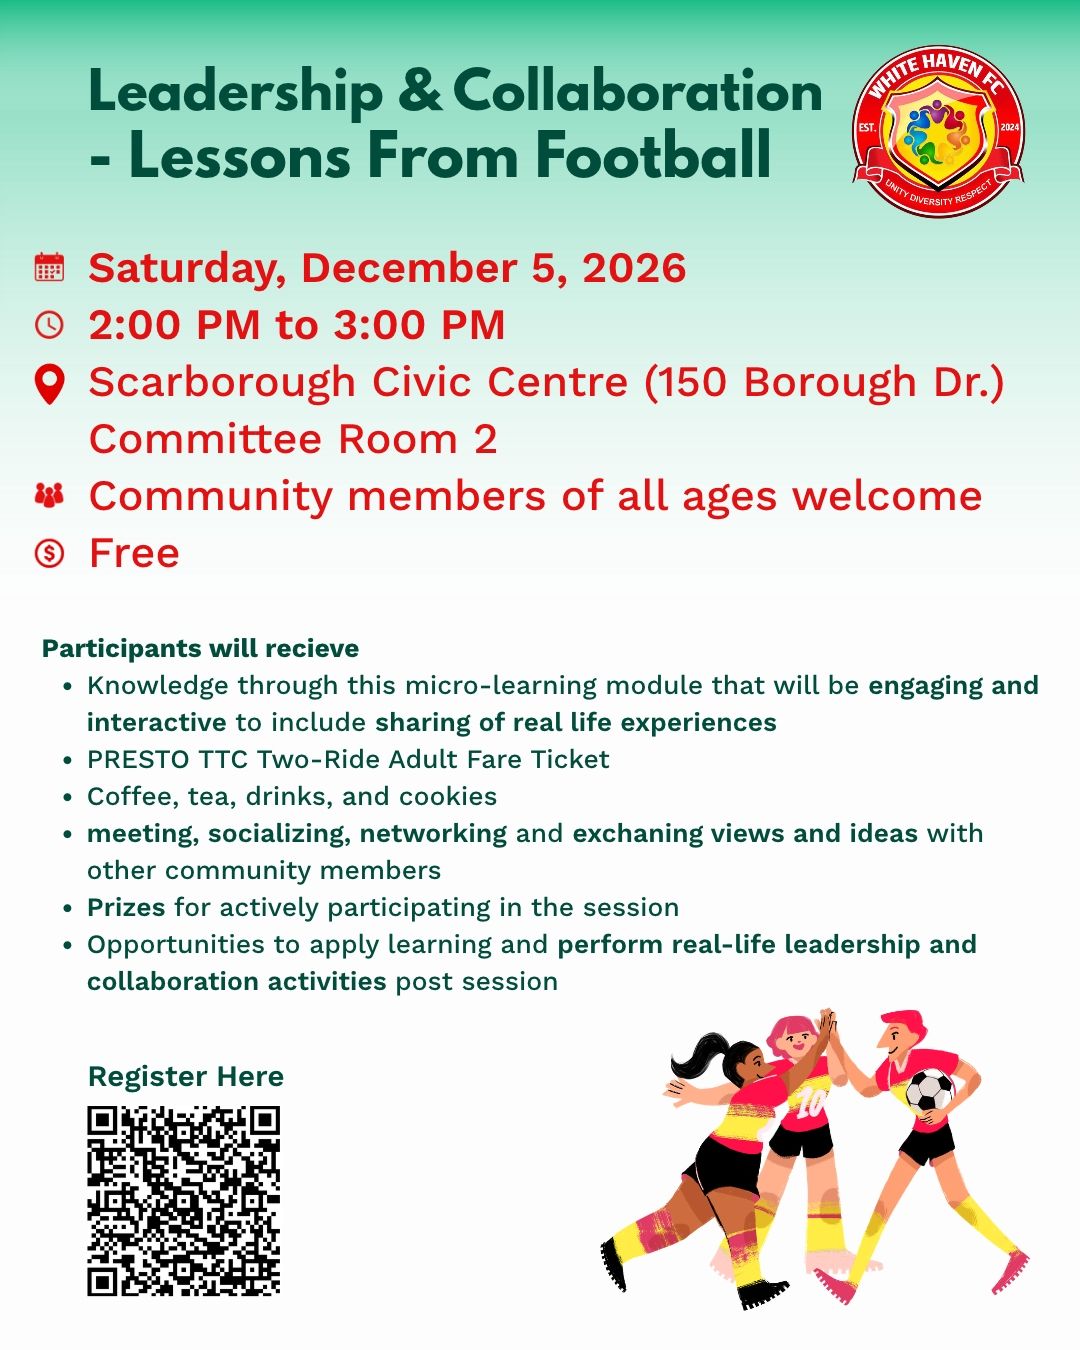 Leadership & Collaboration
- Lessons From Football
WHITE HAVEN FC
EST. 2024
UNITY DIVERSITY RESPECT
Saturday, December 5, 2026
2:00 PM to 3:00 PM
Scarborough Civic Centre (150 Borough Dr.)
Committee Room 2
Community members of all ages welcome
$ Free
Participants will recieve
• Knowledge through this micro-learning module that will be engaging and
interactive to include sharing of real life experiences
• PRESTO TTC Two-Ride Adult Fare Ticket
• Coffee, tea, drinks, and cookies
• meeting, socializing, networking and exchaning views and ideas with
other community members
• Prizes for actively participating in the session
• Opportunities to apply learning and perform real-life leadership and
collaboration activities post session
Register Here
10